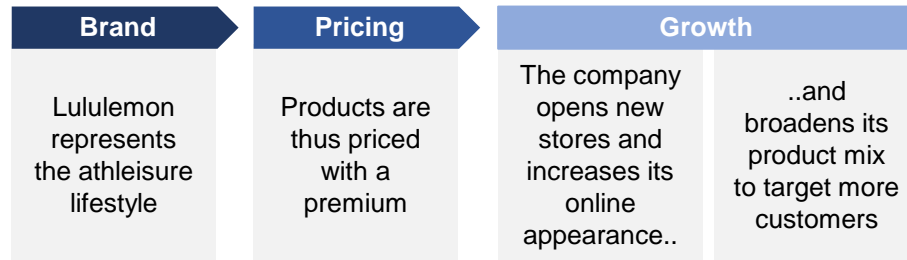 Brand
Lululemon
represents
the athleisure
lifestyle
Pricing
Products are
thus priced
with a
premium
Growth
The company
opens new
stores and
increases its
online
appearance..
..and
broadens its
product mix
to target more
customers